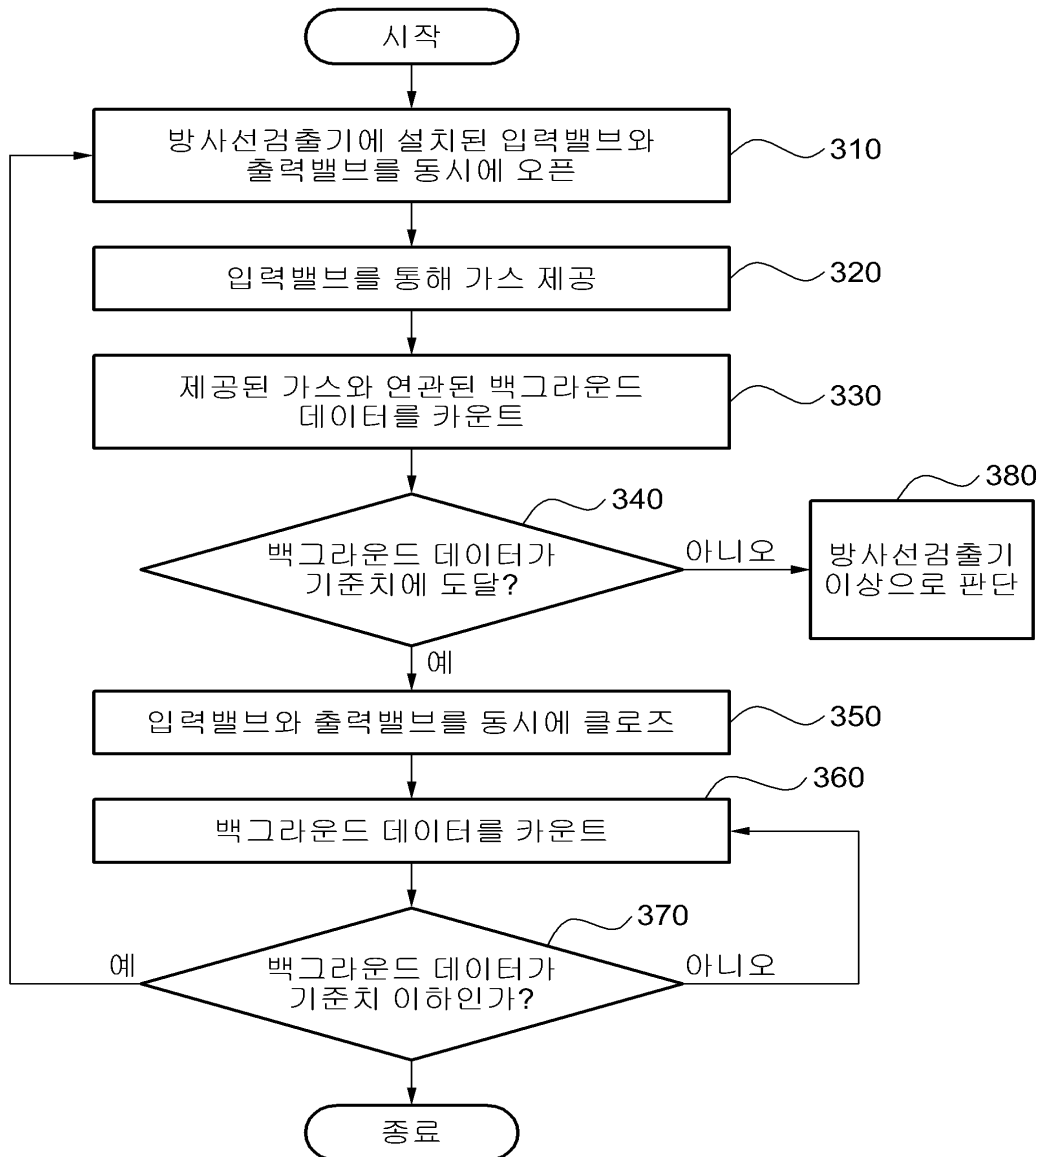 시작
방사선검출기에 설치된 입력밸브와
출력밸브를 동시에 오픈
310
입력밸브를 통해 가스 제공
320
제공된 가스와 연관된 백그라운드
데이터를 카운트
330
340
380
백그라운드 데이터가
기준치에 도달?
아니오
방사선검출기
이상으로 판단
예
입력밸브와 출력밸브를 동시에 클로즈
350
360
백그라운드 데이터를 카운트
370
예
백그라운드 데이터가
기준치 이하인가?
아니오
종료